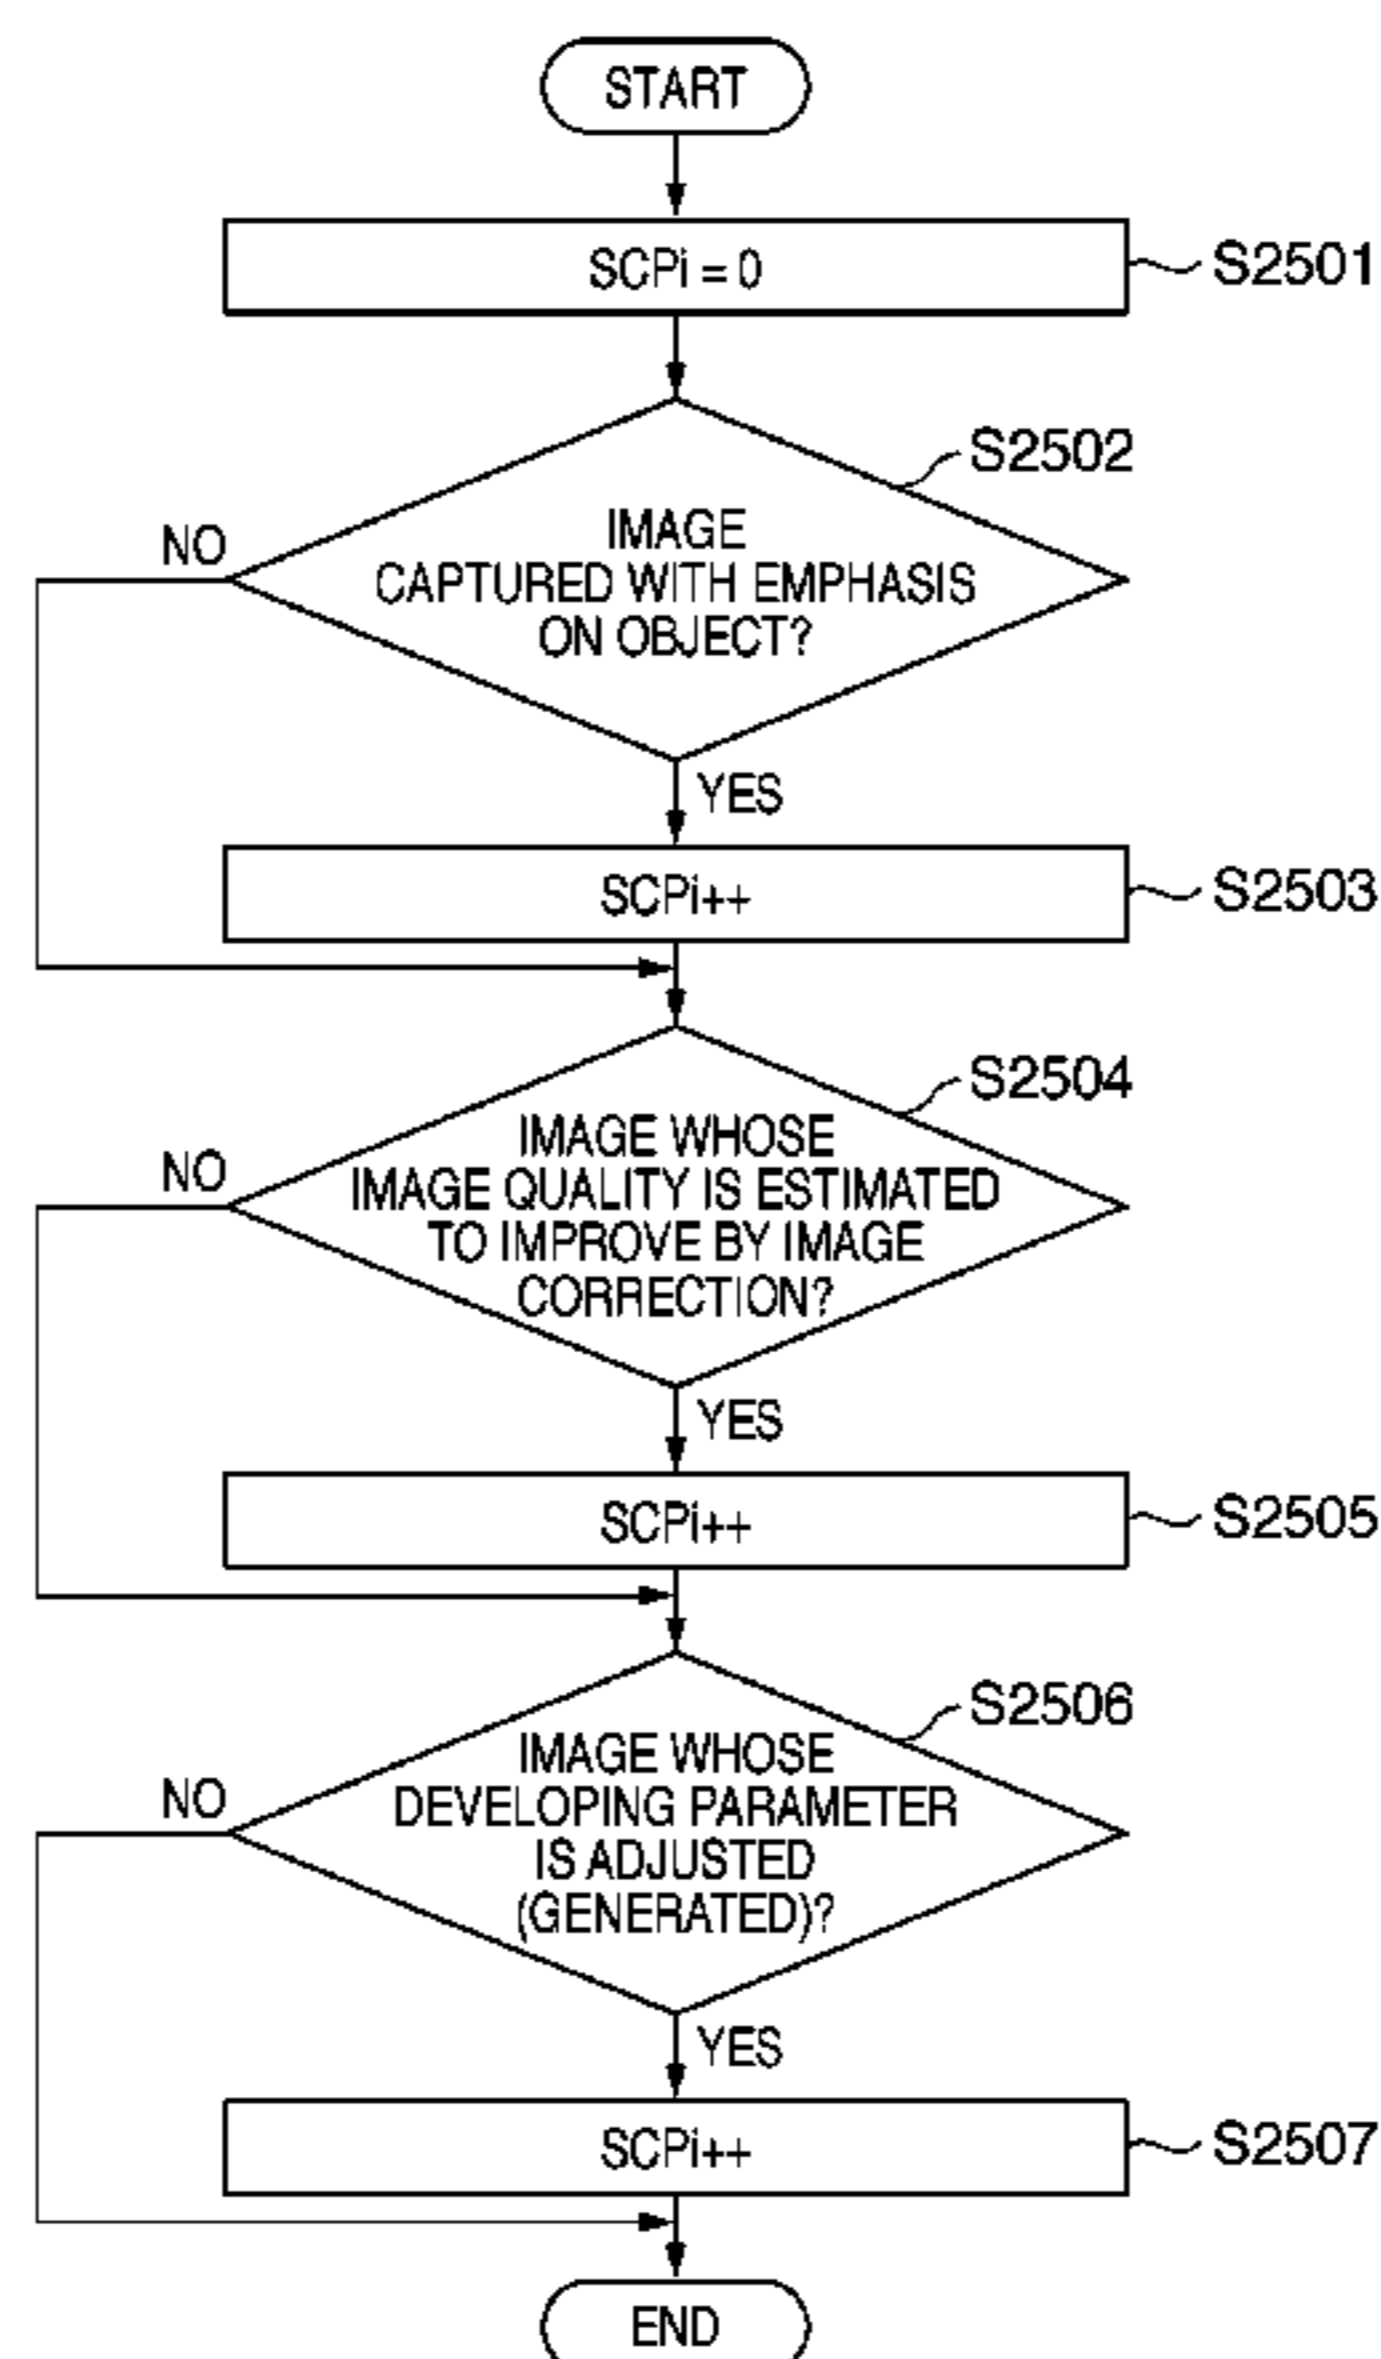 START
SCPi = 0
S2501
S2502
IMAGE
CAPTURED WITH EMPHASIS
ON OBJECT?
NO
YES
SCPi++
S2503
S2504
IMAGE WHOSE
IMAGE QUALITY IS ESTIMATED
TO IMPROVE BY IMAGE
CORRECTION?
NO
YES
SCPi++
S2505
S2506
IMAGE WHOSE
DEVELOPING PARAMETER
IS ADJUSTED
(GENERATED)?
NO
YES
SCPi++
S2507
END